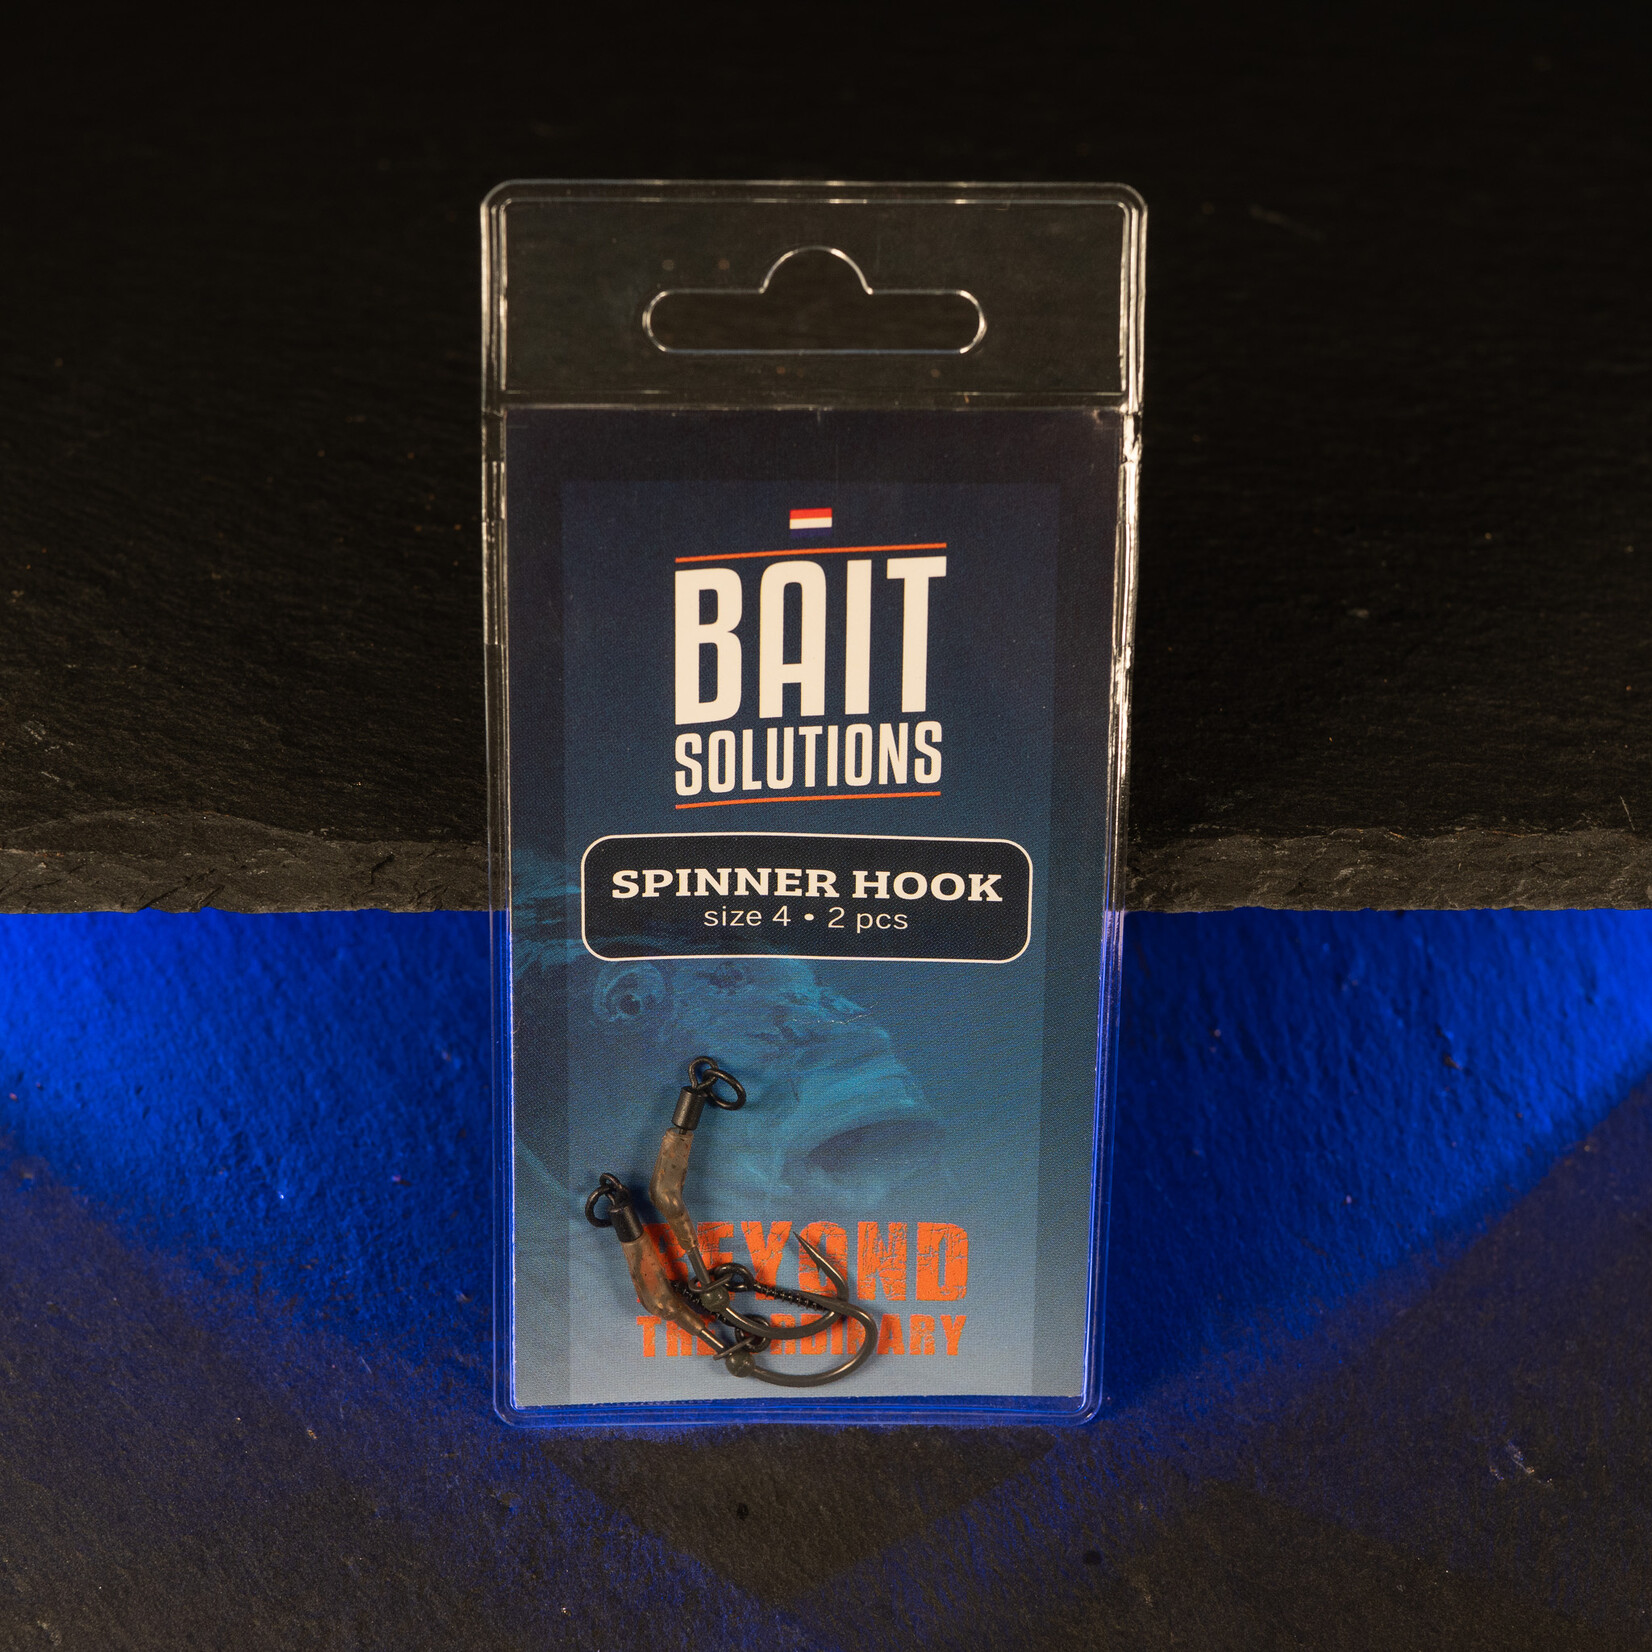 BAIT
SOLUTIONS
SPINNER HOOK
size 4 • 2 pcs
BEYOND
THE ORDINARY